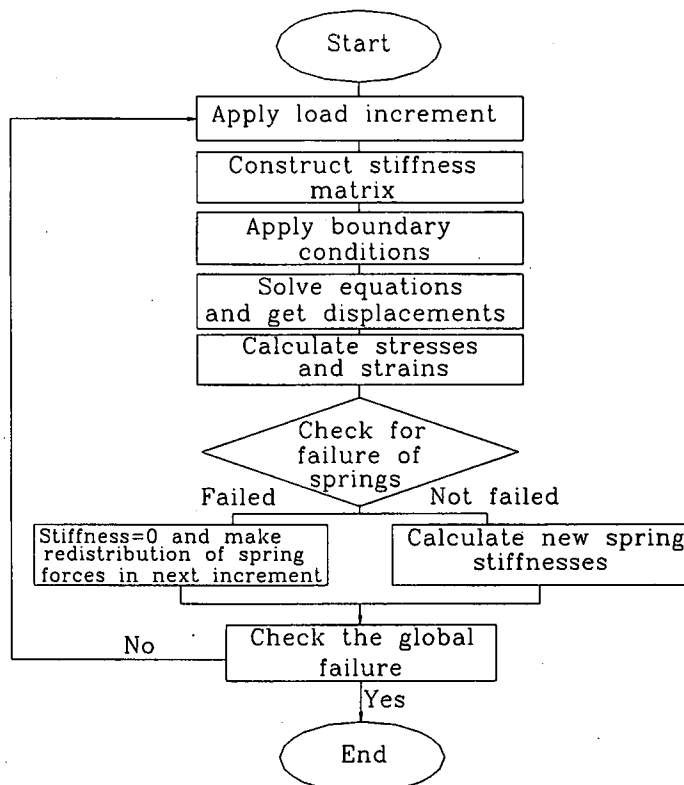 Start
Apply load increment
Construct stiffness
matrix
Apply boundary
conditions
Solve equations
and get displacements
Calculate stresses
and strains
Check for
failure of
springs
Failed
Not failed
Stiffness=0 and make
redistribution of spring
forces in next increment
Calculate new spring
stiffnesses
No
Check the global
failure
Yes
End